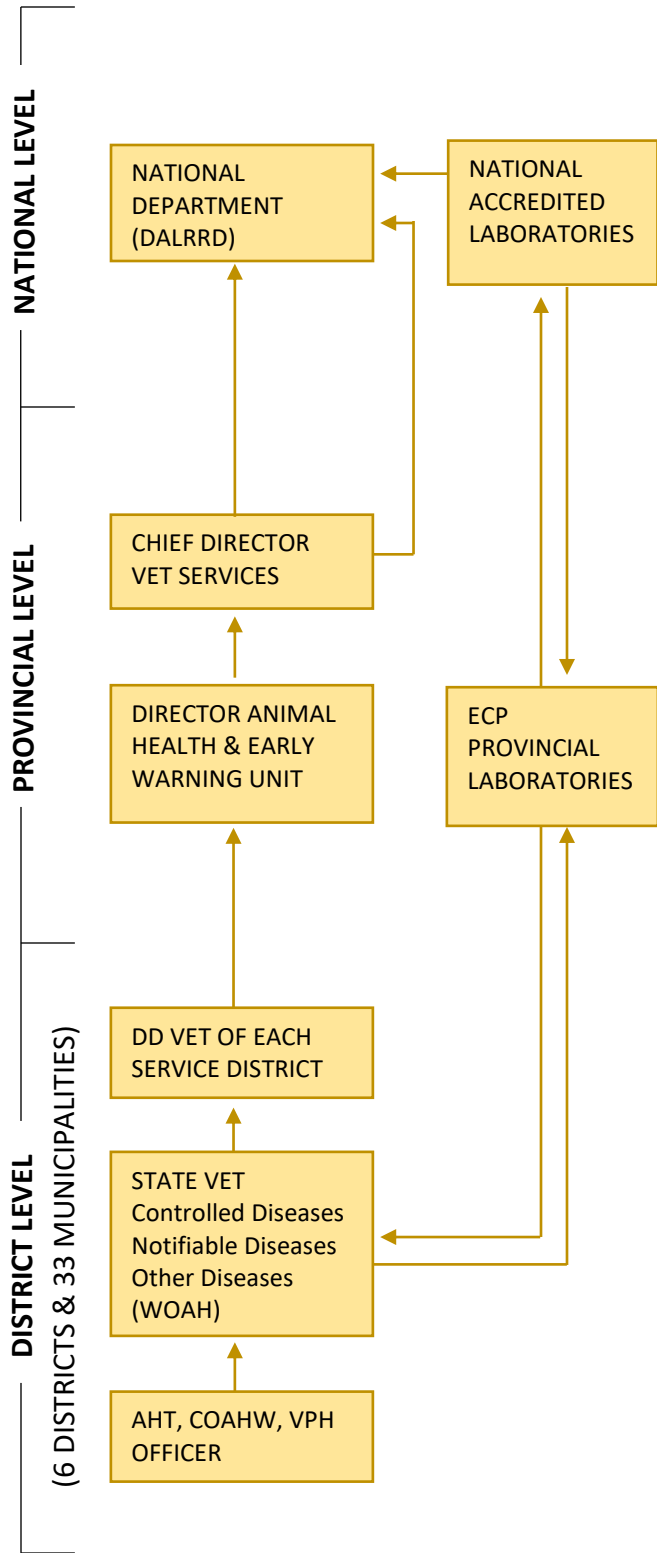 NATIONAL LEVEL
NATIONAL
DEPARTMENT
(DALRRD)
NATIONAL
ACCREDITED
LABORATORIES
PROVINCIAL LEVEL
CHIEF DIRECTOR
VET SERVICES
DIRECTOR ANIMAL
HEALTH & EARLY
WARNING UNIT
ECP
PROVINCIAL
LABORATORIES
DISTRICT LEVEL
(6 DISTRICTS & 33 MUNICIPALITIES)
DD VET OF EACH
SERVICE DISTRICT
STATE VET
Controlled Diseases
Notifiable Diseases
Other Diseases
(WOAH)
AHT, COAHW, VPH
OFFICER